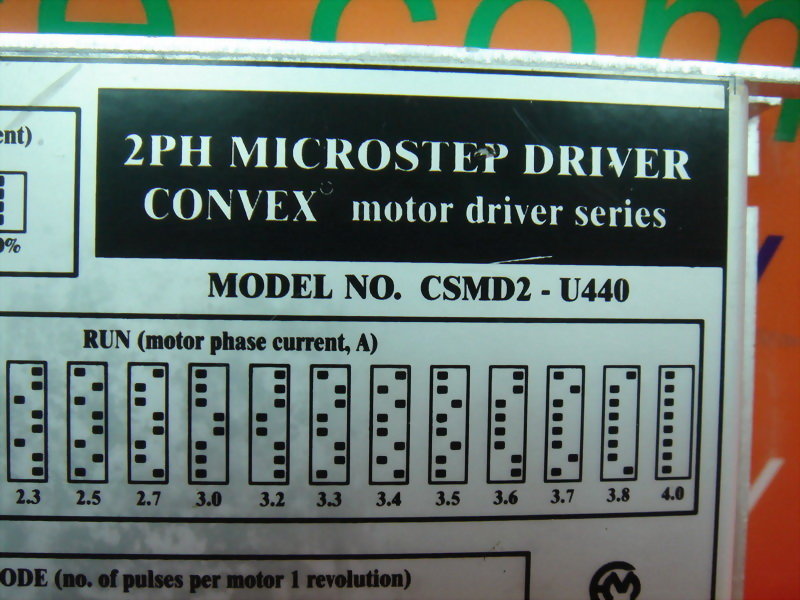 com
ent)
0%
2PH MICROSTEP DRIVER
CONVEX motor driver series
MODEL NO. CSMD2 - U440
RUN (motor phase current, A)
2.3 2.5 2.7 3.0 3.2 3.3 3.4 3.5 3.6 3.7 3.8 4.0
ODE (no. of pulses per motor 1 revolution)